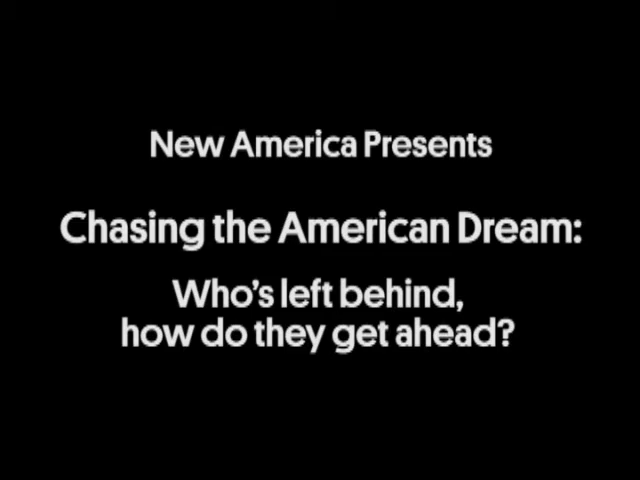 New America Presents
Chasing the American Dream:
Who's left behind,
how do they get ahead?